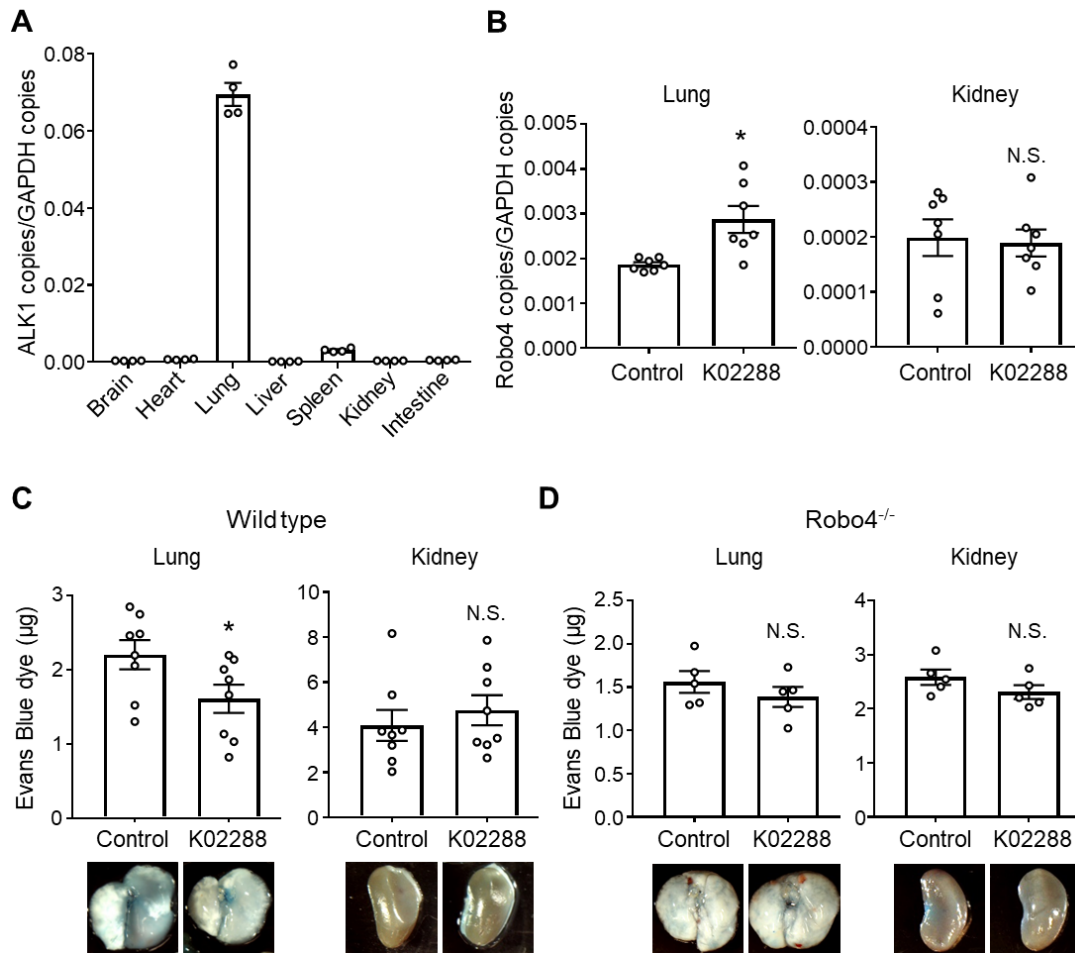 A
ALK1 copies/GAPDH copies
0.08
0.06
0.04
0.02
0.00
Brain
Heart
Lung
Liver
Spleen
Kidney
Intestine
B
Robo4 copies/GAPDH copies
Lung
0.005
0.004
0.003
0.002
0.001
0.000
*
Control
K02288
Kidney
0.0004
0.0003
0.0002
0.0001
0.0000
N.S.
Control
K02288
C
Wild type
Evans Blue dye (μg)
Lung
3
2
1
0
*
Control
K02288
Kidney
10
8
6
4
2
0
N.S.
Control
K02288
D
Robo4-/-
Evans Blue dye (μg)
Lung
2.5
2.0
1.5
1.0
0.5
0.0
N.S.
Control
K02288
Kidney
4
3
2
1
0
N.S.
Control
K02288